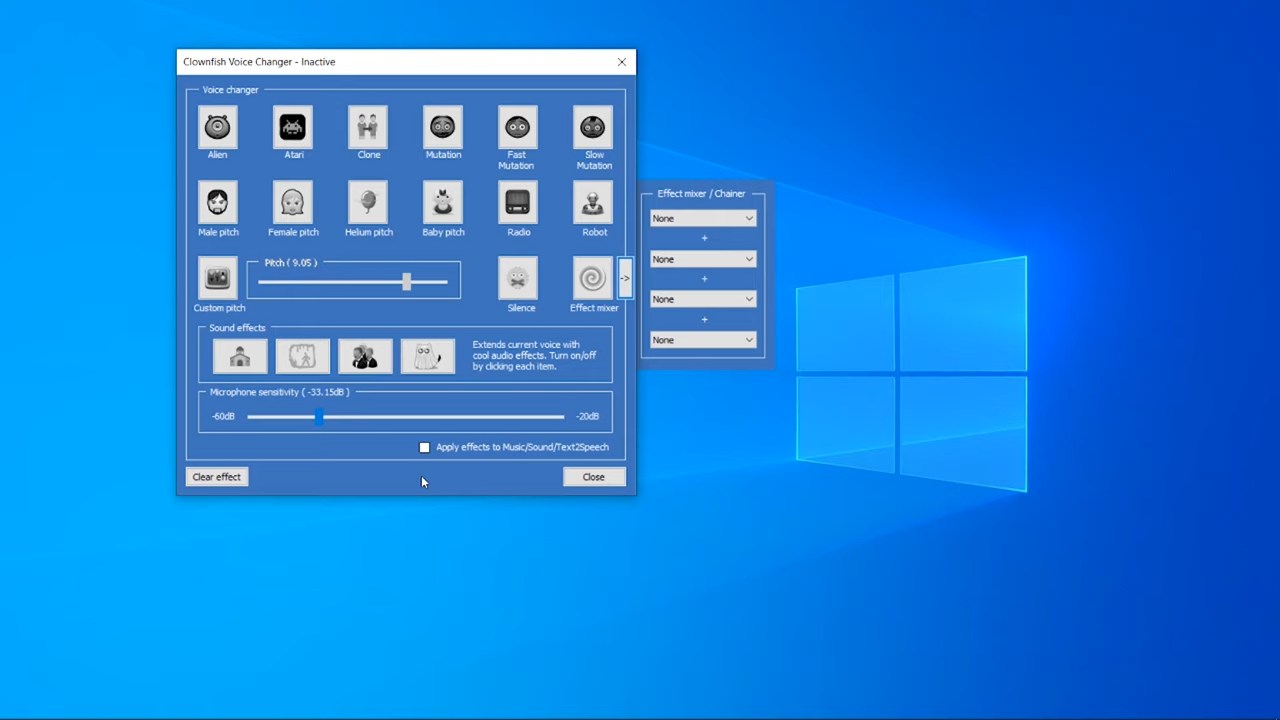 Clownfish Voice Changer - Inactive
Voice changer
Alien
Atari
Clone
Mutation
Fast
Mutation
Slow
Mutation
Male pitch
Female pitch
Helium pitch
Baby pitch
Radio
Robot
Custom pitch
Pitch ( 9.05 )
Silence
Effect mixer
->
Effect mixer / Chainer
None
+
None
+
None
+
None
Sound effects
Extends current voice with
cool audio effects. Turn on/off
by clicking each item.
Microphone sensitivity ( -33.15dB )
-60dB
-20dB
Apply effects to Music/Sound/Text2Speech
Clear effect
Close